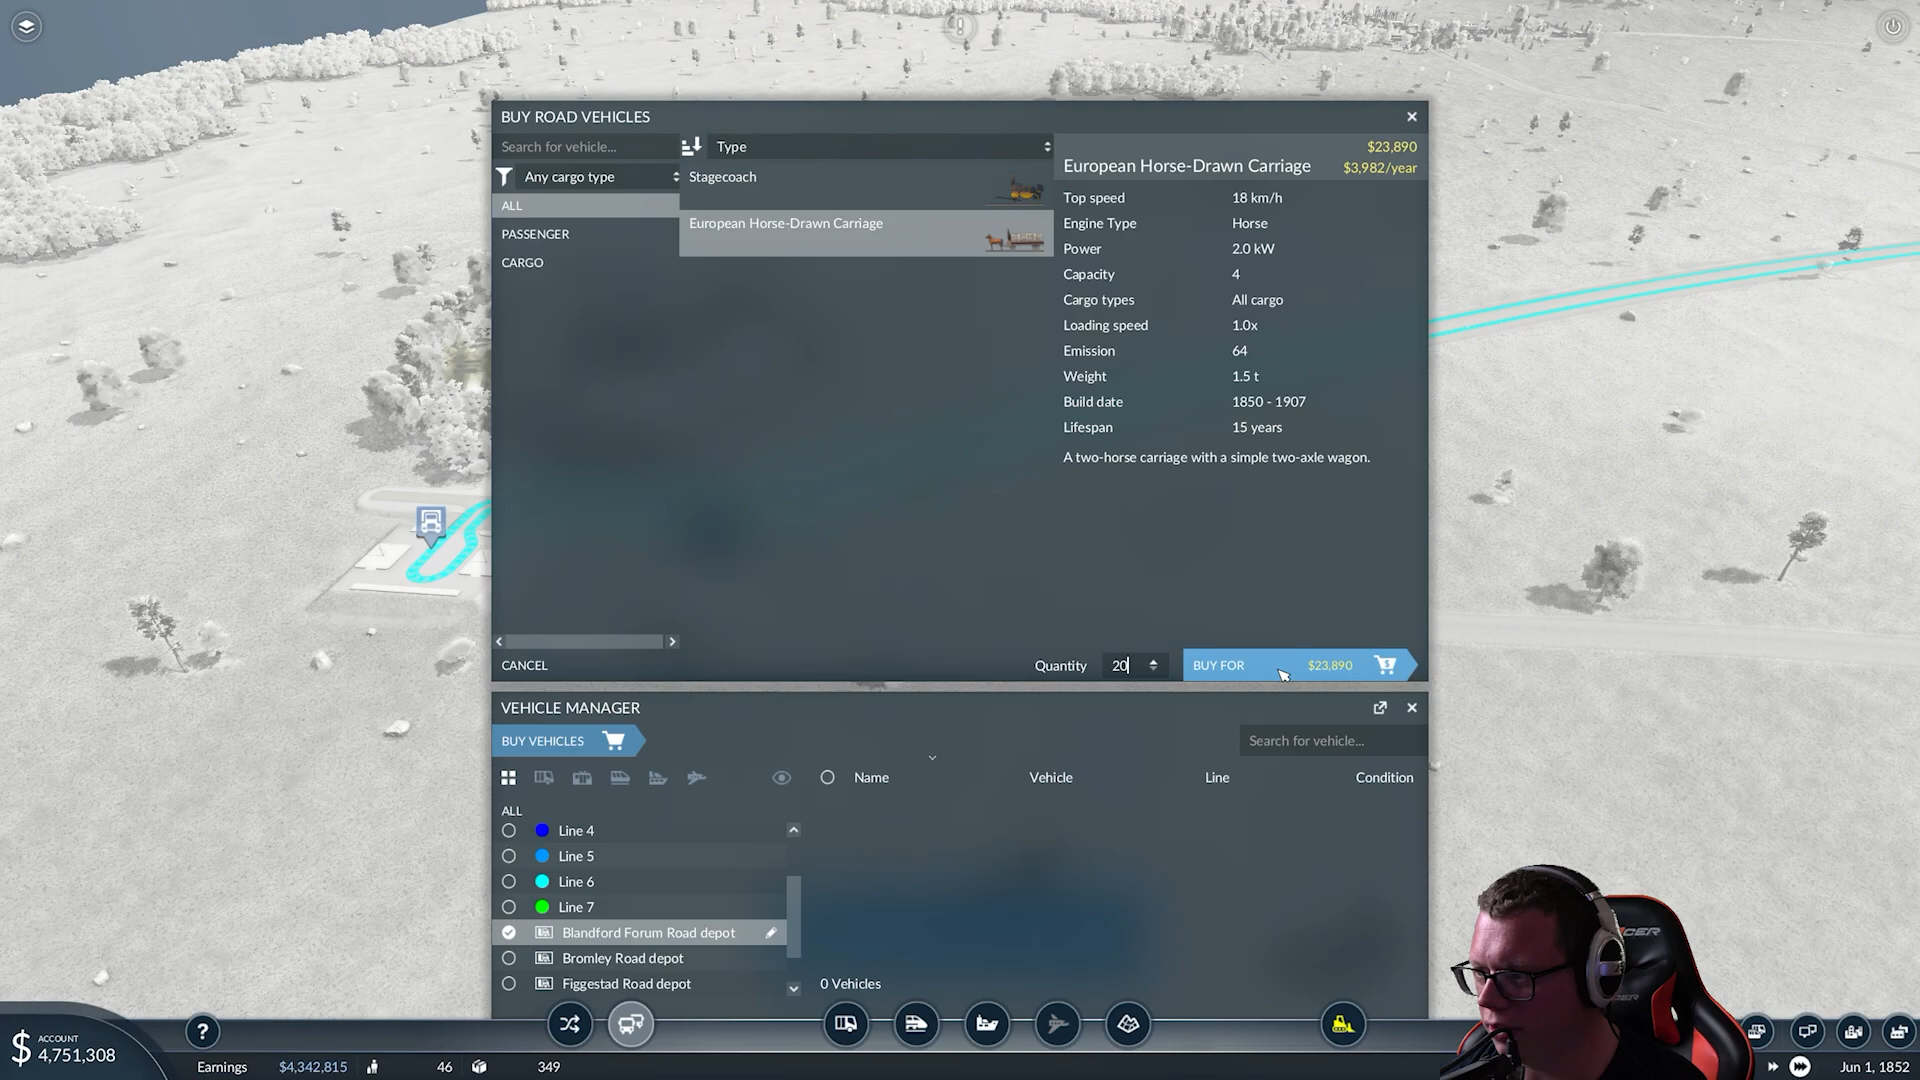 BUY ROAD VEHICLES
Search for vehicle...
Type
Any cargo type
ALL
PASSENGER
CARGO
Stagecoach
European Horse-Drawn Carriage
$23,890
European Horse-Drawn Carriage
$3,982/year
Top speed 18 km/h
Engine Type Horse
Power 2.0 kW
Capacity 4
Cargo types All cargo
Loading speed 1.0x
Emission 64
Weight 1.5 t
Build date 1850 - 1907
Lifespan 15 years
A two-horse carriage with a simple two-axle wagon.
CANCEL
Quantity 20
BUY FOR $23,890
VEHICLE MANAGER
BUY VEHICLES
Search for vehicle...
Name Vehicle Line Condition
ALL
Line 4
Line 5
Line 6
Line 7
Blandford Forum Road depot
Bromley Road depot
Figgestad Road depot
0 Vehicles
?
$ ACCOUNT
4,751,308
Earnings $4,342,815 46 349
Jun 1, 1852